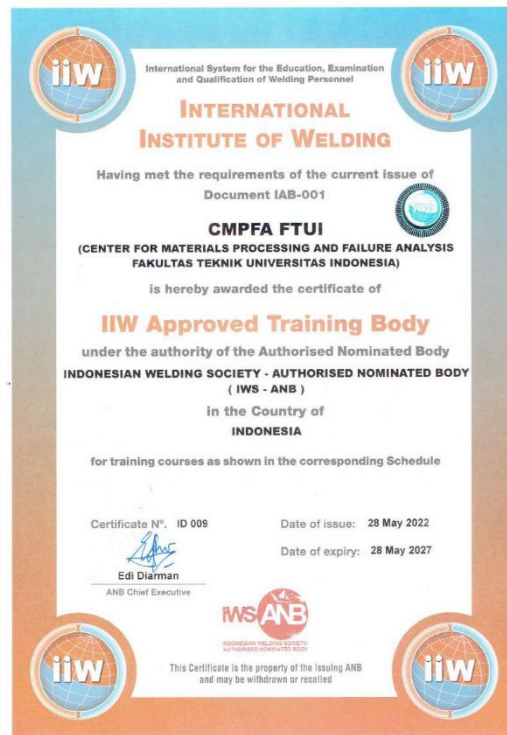 iiw
iiw
International System for the Education, Examination
and Qualification of Welding Personnel
INTERNATIONAL
INSTITUTE OF WELDING
Having met the requirements of the current issue of
Document IAB-001
CMPFA FTUI
(CENTER FOR MATERIALS PROCESSING AND FAILURE ANALYSIS
FAKULTAS TEKNIK UNIVERSITAS INDONESIA)
is hereby awarded the certificate of
IIW Approved Training Body
under the authority of the Authorised Nominated Body
INDONESIAN WELDING SOCIETY - AUTHORISED NOMINATED BODY
( IWS - ANB )
in the Country of
INDONESIA
for training courses as shown in the corresponding Schedule
Certificate Nº. ID 009
Date of issue: 28 May 2022
Date of expiry: 28 May 2027
Edi Diarman
ANB Chief Executive
IWS ANB
INDONESIAN WELDING SOCIETY
AUTHORISED NOMINATED BODY
This Certificate is the property of the issuing ANB
and may be withdrawn or recalled
iiw
iiw